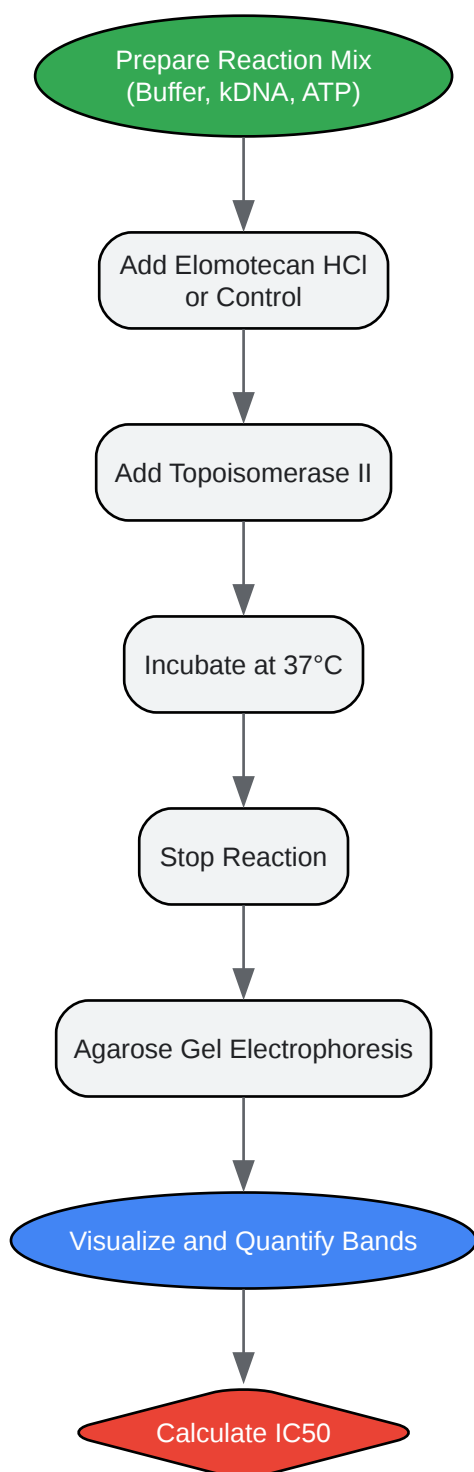 Prepare Reaction Mix
(Buffer, kDNA, ATP)
Add Elomotecan HCl
or Control
Add Topoisomerase II
Incubate at 37°C
Stop Reaction
Agarose Gel Electrophoresis
Visualize and Quantify Bands
Calculate IC50